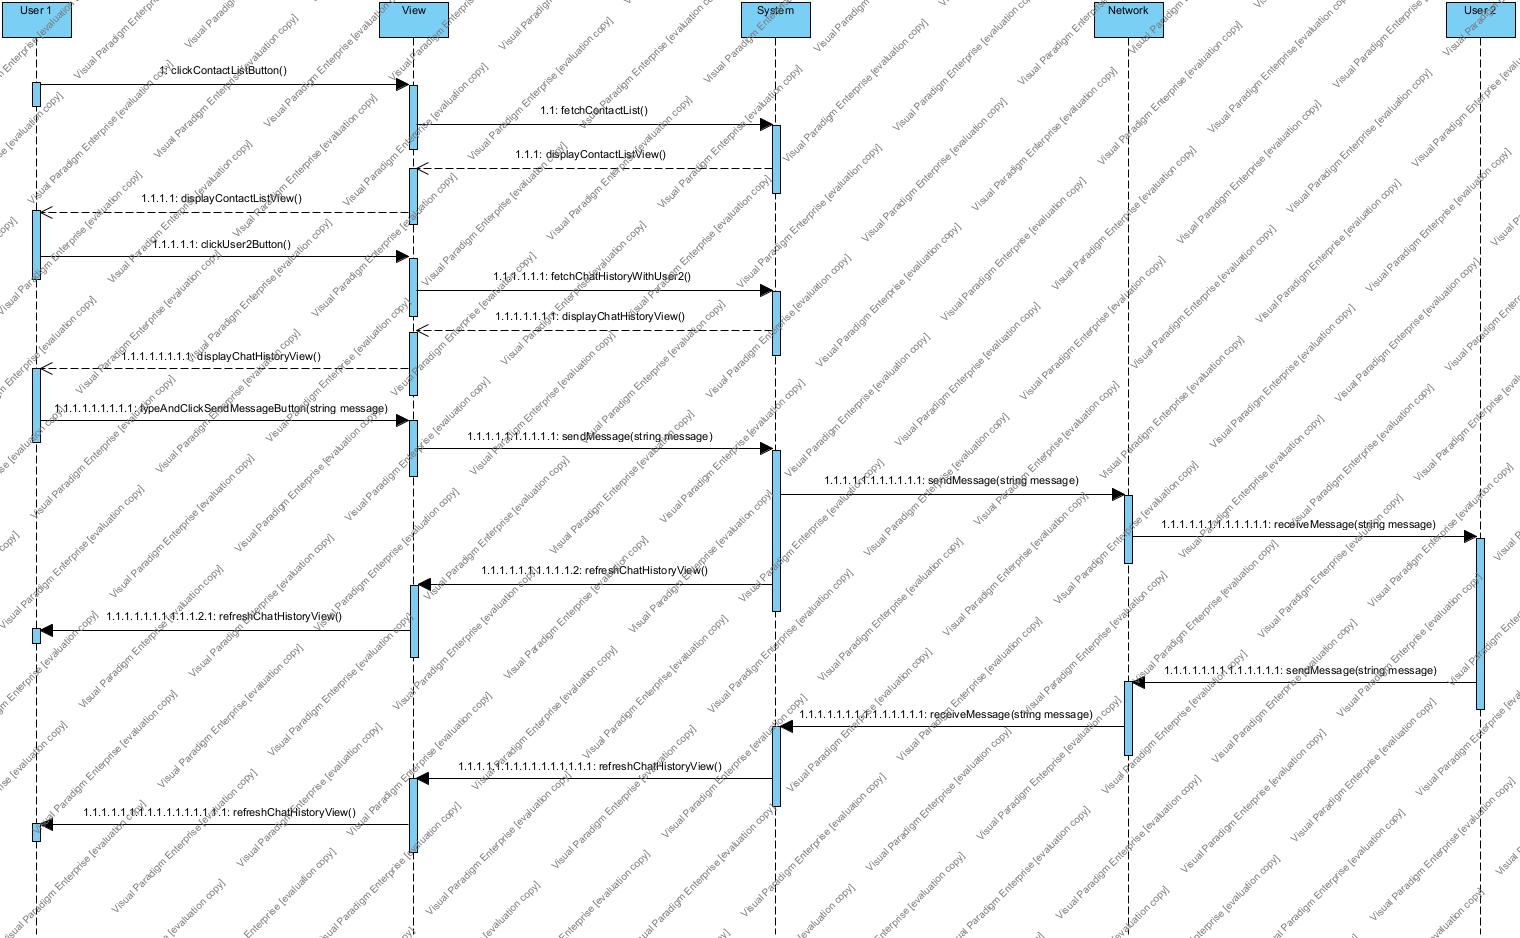 User 1
View
System
Network
User 2
1: clickContactListButton()
1.1: fetchContactList()
1.1.1: displayContactListView()
1.1.1.1: displayContactListView()
1.1.1.1.1: clickUser2Button()
1.1.1.1.1.1: fetchChatHistoryWithUser2()
1.1.1.1.1.1.1: displayChatHistoryView()
1.1.1.1.1.1.1.1: displayChatHistoryView()
1.1.1.1.1.1.1.1.1: typeAndClickSendMessageButton(string message)
1.1.1.1.1.1.1.1.1.1: sendMessage(string message)
1.1.1.1.1.1.1.1.1.1.1: sendMessage(string message)
1.1.1.1.1.1.1.1.1.1.1.1: receiveMessage(string message)
1.1.1.1.1.1.1.1.1.1.2: refreshChatHistoryView()
1.1.1.1.1.1.1.1.1.1.2.1: refreshChatHistoryView()
1.1.1.1.1.1.1.1.1.1.1.1.1: sendMessage(string message)
1.1.1.1.1.1.1.1.1.1.1.1.1.1: receiveMessage(string message)
1.1.1.1.1.1.1.1.1.1.1.1.1.1.1: refreshChatHistoryView()
1.1.1.1.1.1.1.1.1.1.1.1.1.1.1.1: refreshChatHistoryView()
Visual Paradigm Enterprise [evaluation copy]